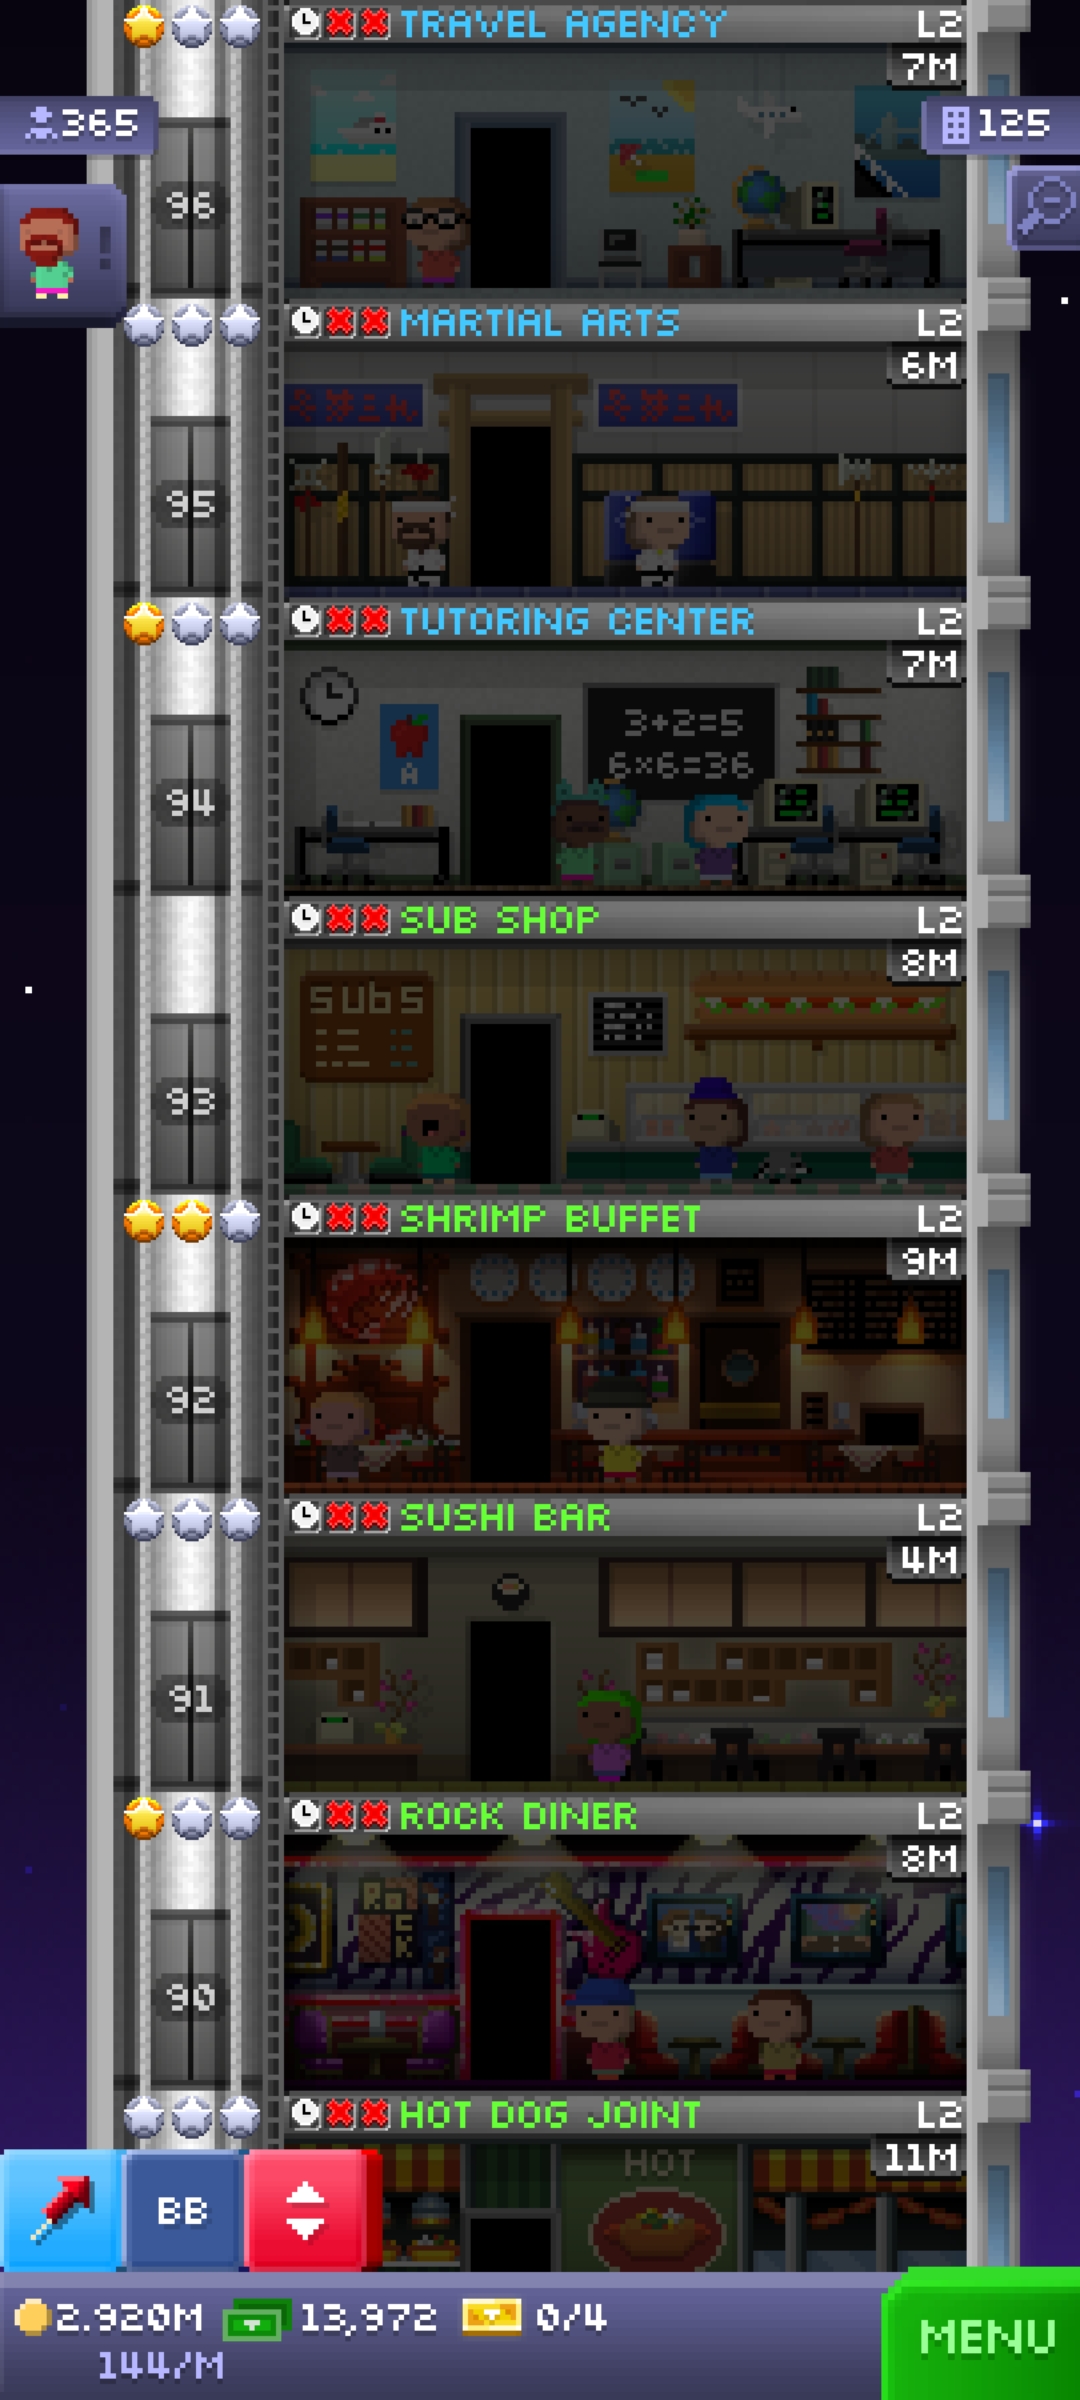 TRAVEL AGENCY L2
7M
365
125
96
MARTIAL ARTS L2
6M
95
TUTORING CENTER L2
7M
3+2=5
A
6x6=36
94
SUB SHOP L2
8M
SUBS
93
SHRIMP BUFFET L2
9M
92
SUSHI BAR L2
4M
91
ROCK DINER L2
8M
ROCK
90
HOT DOG JOINT L2
11M
HOT
BB
2.920M 13,972 0/4
144/M
MENU